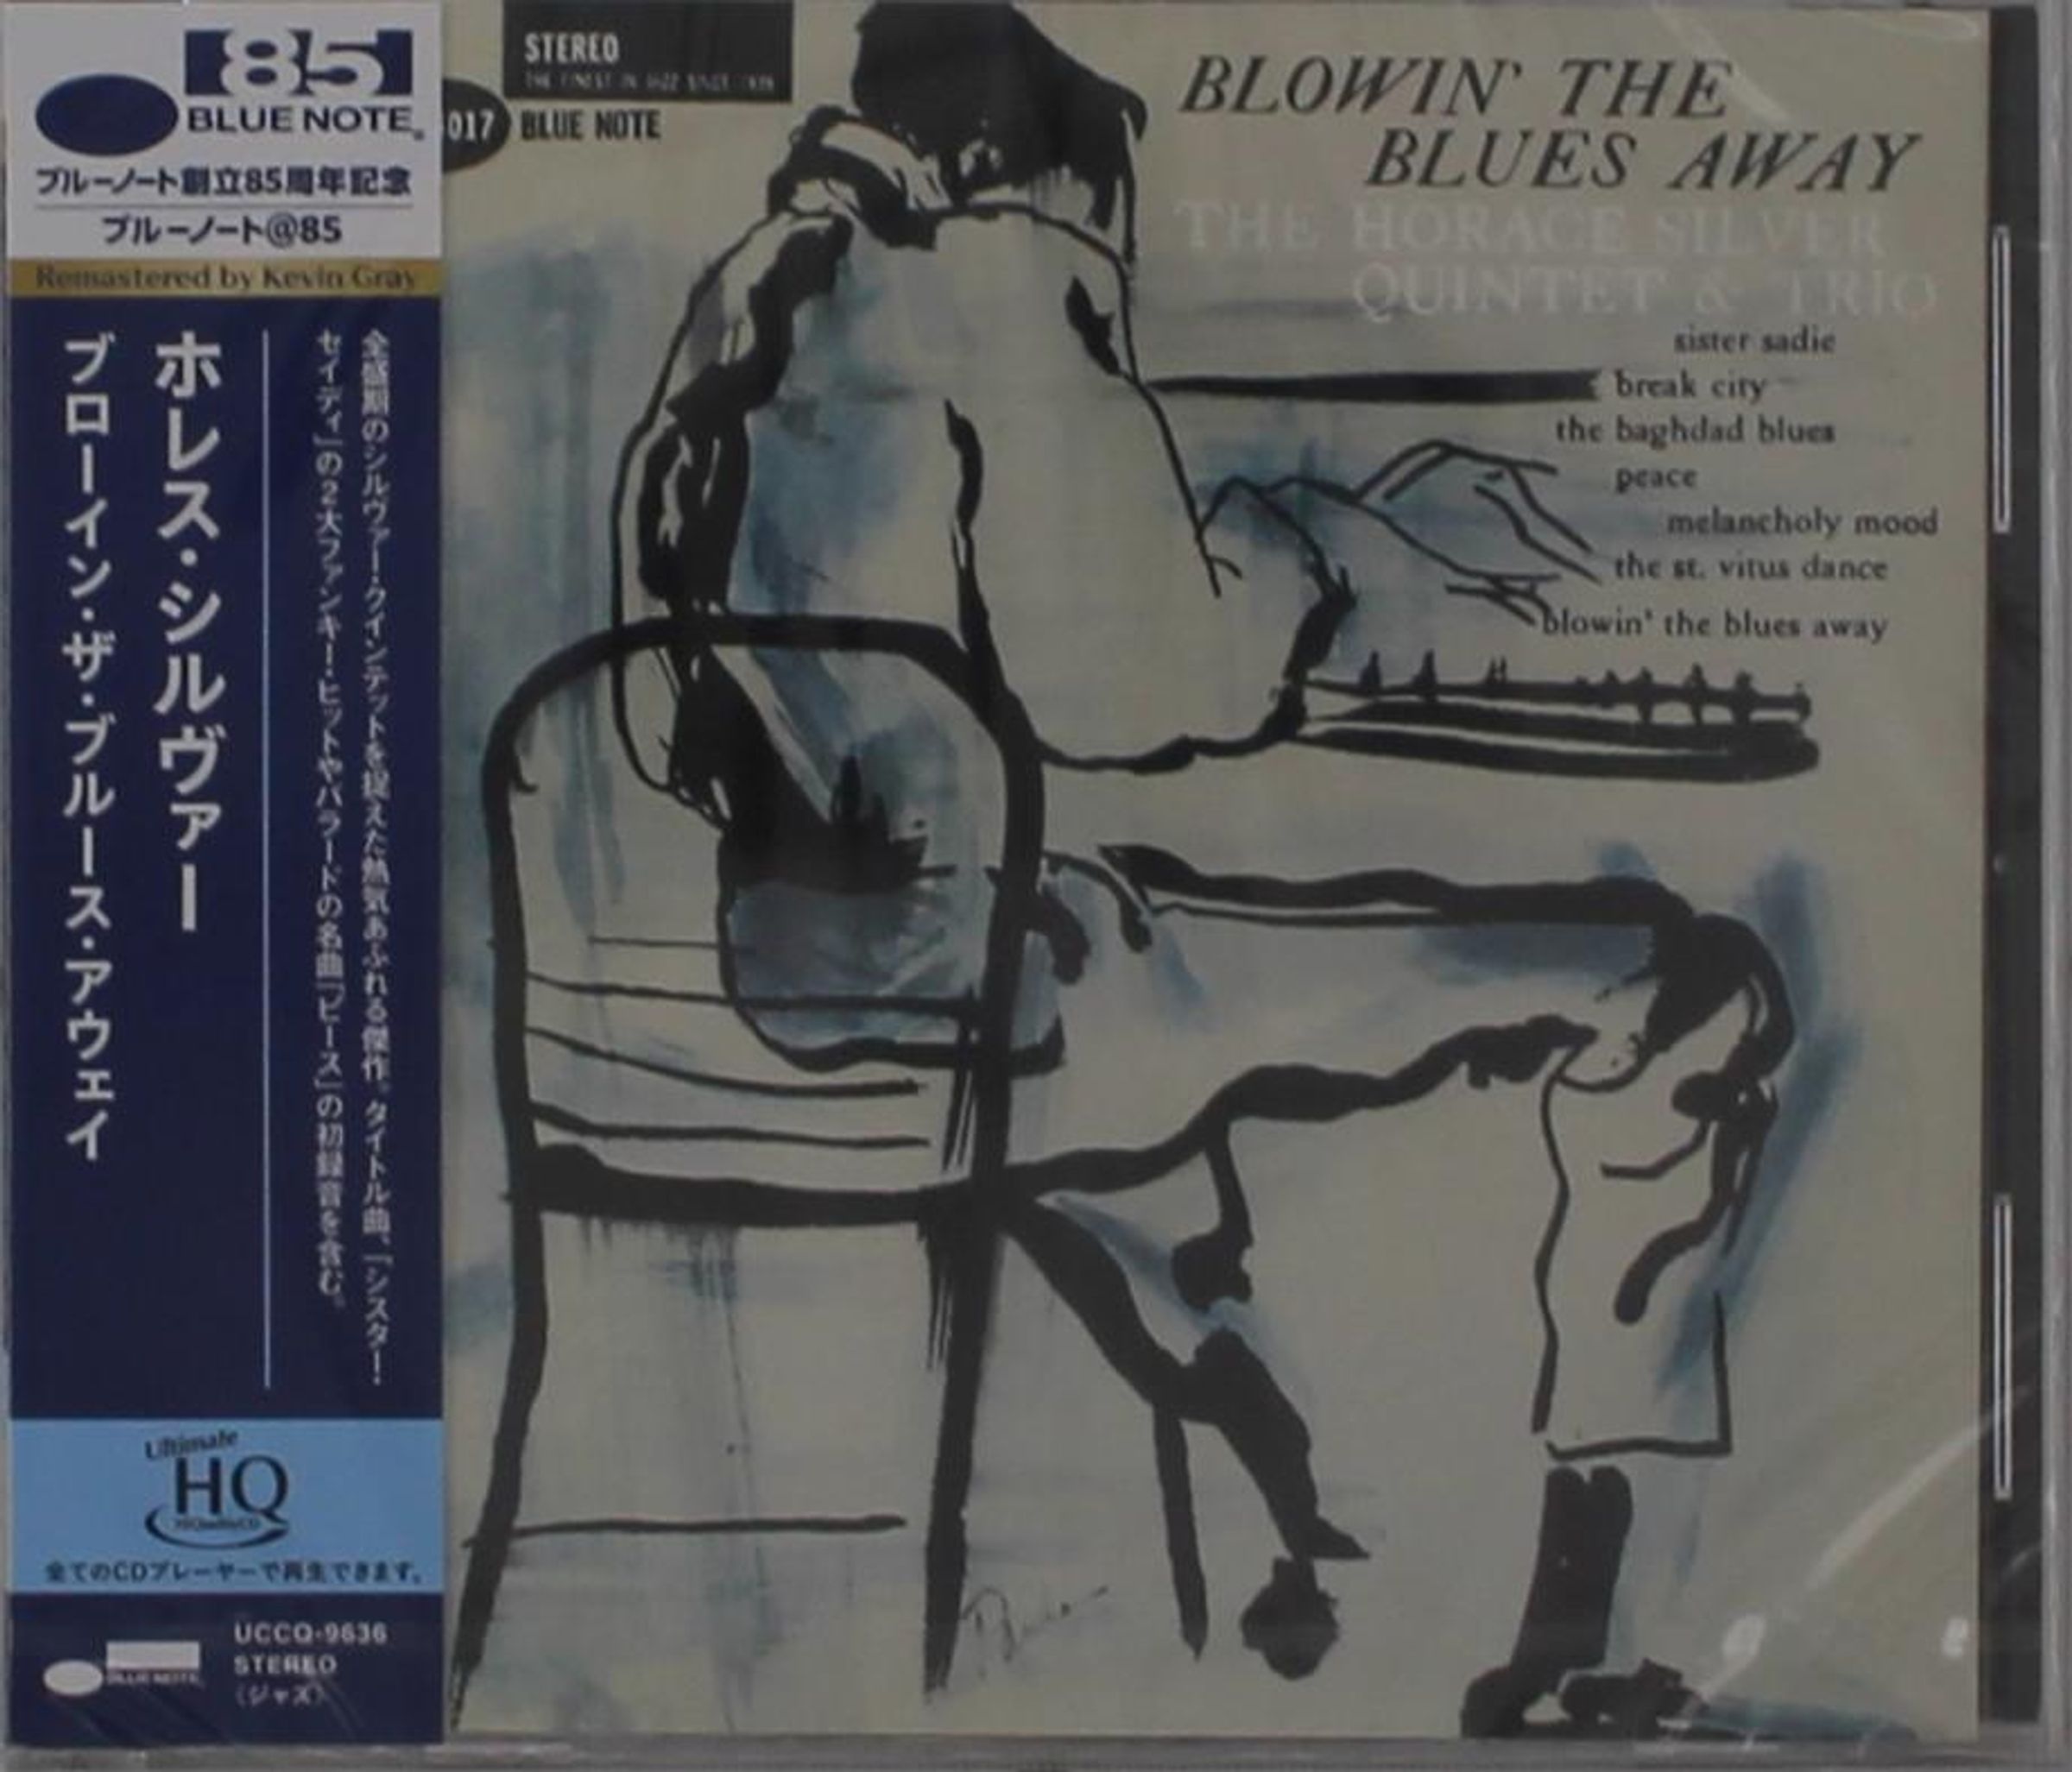 85
BLUE NOTE
ブルーノート創立85周年記念
ブルーノート@85
Remastered by Kevin Gray
全盛期のシルヴァー・クインテットを捉えた熱気あふれる傑作。タイトル曲、「シスター・
セイディ」の2大ファンキー・ヒットやバラードの名曲「ピース」の初録音を含む。
ホレス・シルヴァー
ブローイン・ザ・ブルース・アウェイ
Ultimate
HQ
全てのCDプレーヤーで再生できます。
BLUE NOTE
UCCQ-9636
STEREO
(ジャズ)
STEREO
THE FINEST IN JAZZ SINCE 1939
017 BLUE NOTE
BLOWIN' THE
BLUES AWAY
THE HORACE SILVER
QUINTET & TRIO
sister sadie
break city
the baghdad blues
peace
melancholy mood
the st. vitus dance
blowin' the blues away